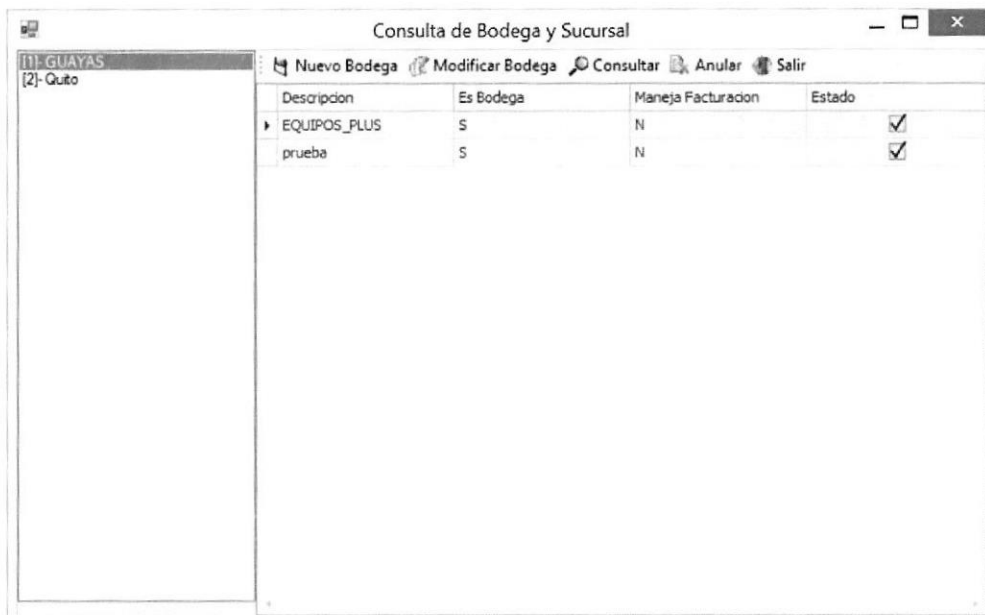 Consulta de Bodega y Sucursal
[1]- GUAYAS
[2]- Quito
Nuevo Bodega Modificar Bodega Consultar Anular Salir
Descripcion Es Bodega Maneja Facturacion Estado
EQUIPOS_PLUS S N
prueba S N